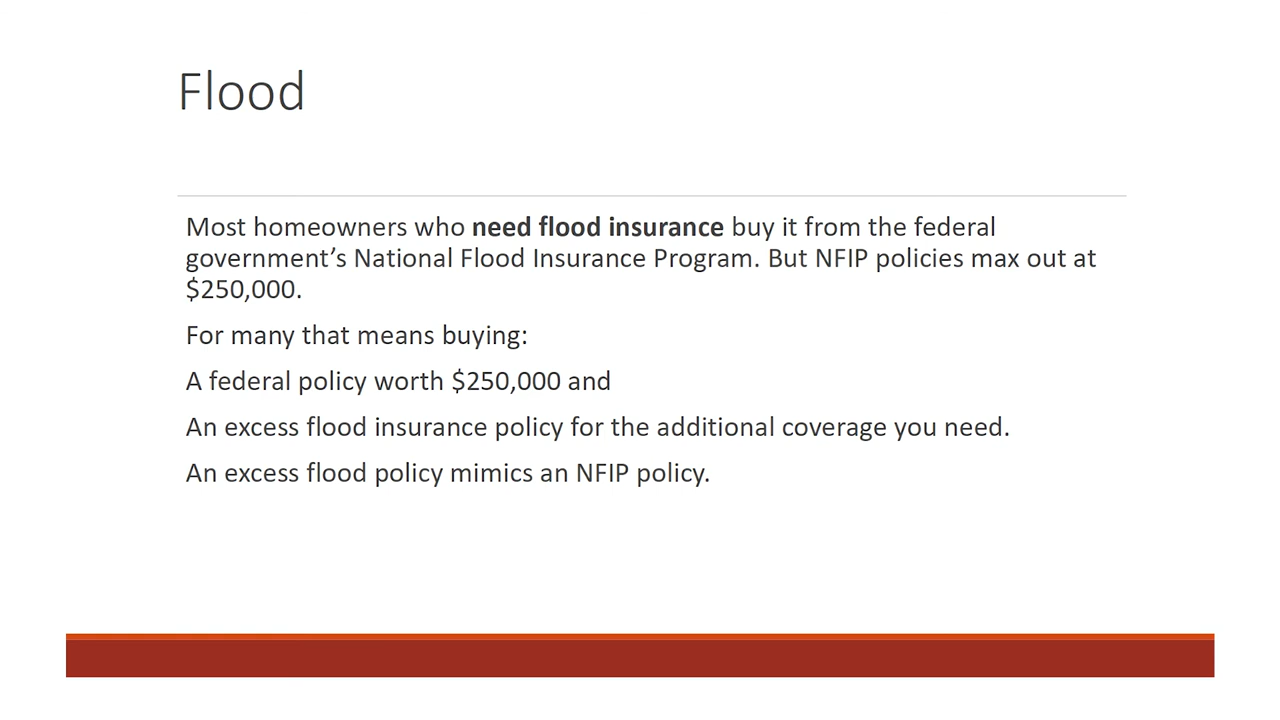 Flood
Most homeowners who need flood insurance buy it from the federal
government’s National Flood Insurance Program. But NFIP policies max out at
$250,000.
For many that means buying:
A federal policy worth $250,000 and
An excess flood insurance policy for the additional coverage you need.
An excess flood policy mimics an NFIP policy.